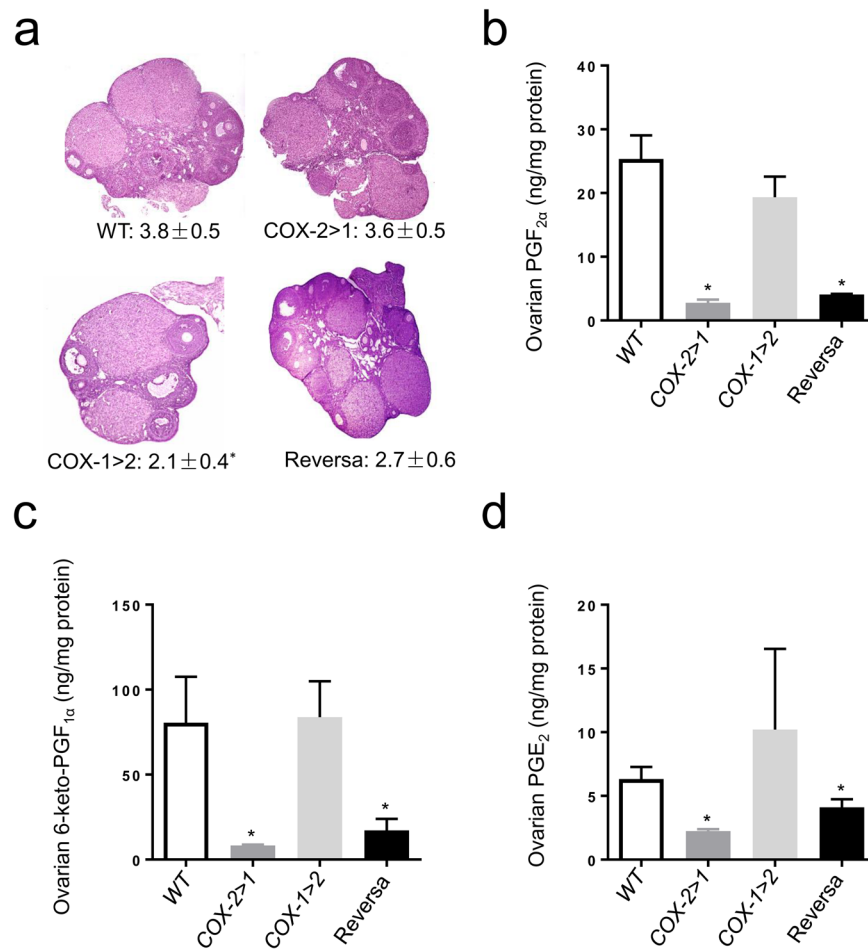 a
WT: 3.8±0.5
COX-2>1: 3.6±0.5
COX-1>2: 2.1±0.4*
Reversa: 2.7±0.6
b
Ovarian PGF2α (ng/mg protein)
40
30
20
10
0
*
*
WT
COX-2>1
COX-1>2
Reversa
c
Ovarian 6-keto-PGF1α (ng/mg protein)
150
100
50
0
*
*
WT
COX-2>1
COX-1>2
Reversa
d
Ovarian PGE2 (ng/mg protein)
20
15
10
5
0
*
*
WT
COX-2>1
COX-1>2
Reversa